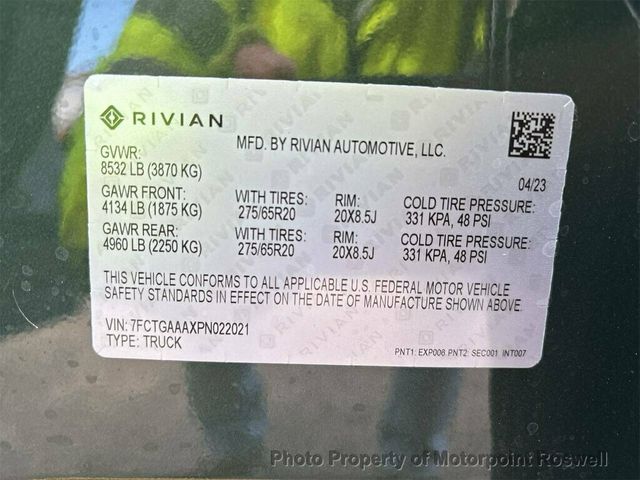 RIVIAN
MFD. BY RIVIAN AUTOMOTIVE, LLC.
04/23
GVWR:
8532 LB (3870 KG)
GAWR FRONT: WITH TIRES: RIM: COLD TIRE PRESSURE:
4134 LB (1875 KG) 275/65R20 20X8.5J 331 KPA, 48 PSI
GAWR REAR: WITH TIRES: RIM: COLD TIRE PRESSURE:
4960 LB (2250 KG) 275/65R20 20X8.5J 331 KPA, 48 PSI
THIS VEHICLE CONFORMS TO ALL APPLICABLE U.S. FEDERAL MOTOR VEHICLE
SAFETY STANDARDS IN EFFECT ON THE DATE OF MANUFACTURE SHOWN ABOVE.
VIN: 7FCTGAAAXPN022021
TYPE: TRUCK
PNT1: EXP006 PNT2: SEC001 INT007
Photo Property of Motorpoint Roswell